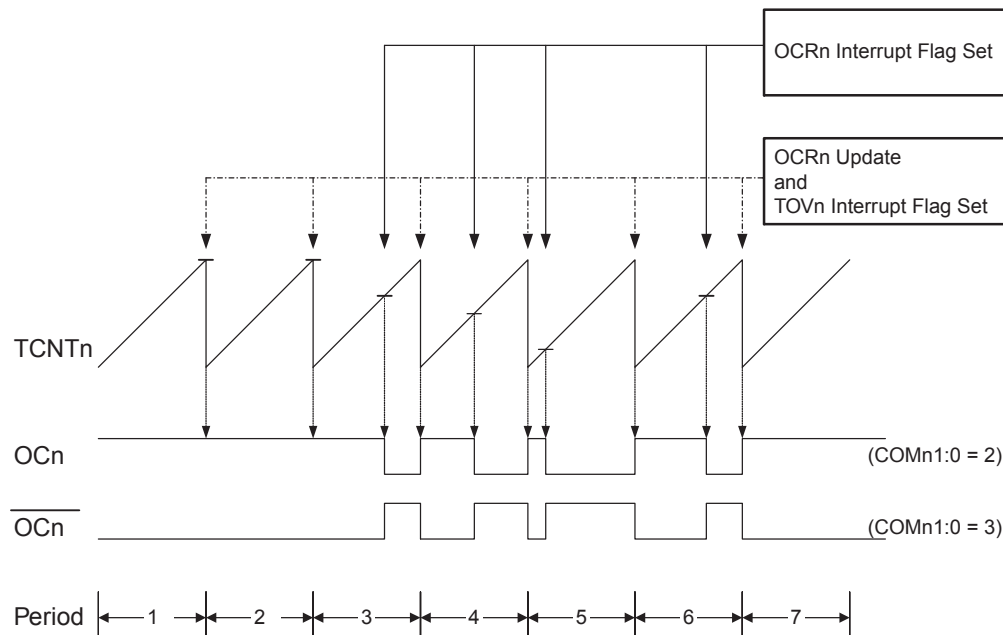 OCRn Interrupt Flag Set
OCRn Update
and
TOVn Interrupt Flag Set
TCNTn
OCn
(COMn1:0 = 2)
OCn
(COMn1:0 = 3)
Period
1
2
3
4
5
6
7